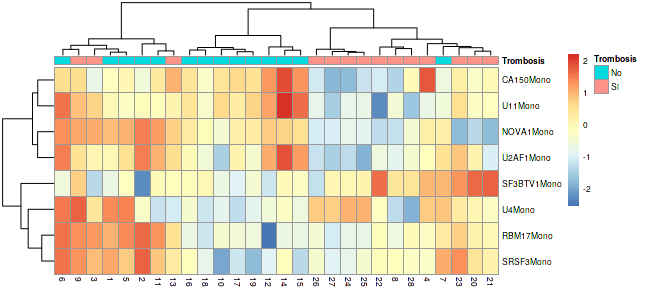 Trombosis
CA150Mono
U11Mono
NOVA1Mono
U2AF1Mono
SF3BTV1Mono
U4Mono
RBM17Mono
SRSF3Mono
6 9 3 1 5 2 11 13 16 18 10 17 19 12 14 15 26 27 24 25 22 8 28 4 7 23 20 21
2
1
0
-1
-2
Trombosis
No
SI